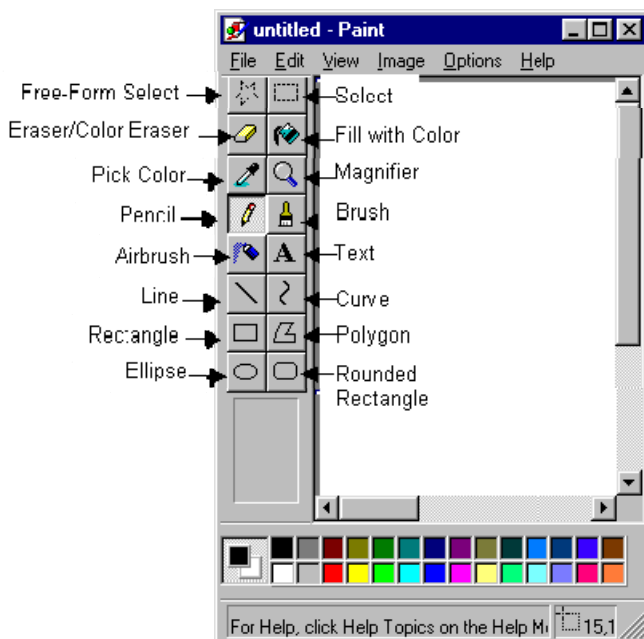 untitled - Paint
File Edit View Image Options Help
Free-Form Select
Select
Eraser/Color Eraser
Fill with Color
Pick Color
Magnifier
Pencil
Brush
Airbrush
A
Text
Line
Curve
Rectangle
Polygon
Ellipse
Rounded
Rectangle
For Help, click Help Topics on the Help 15,1